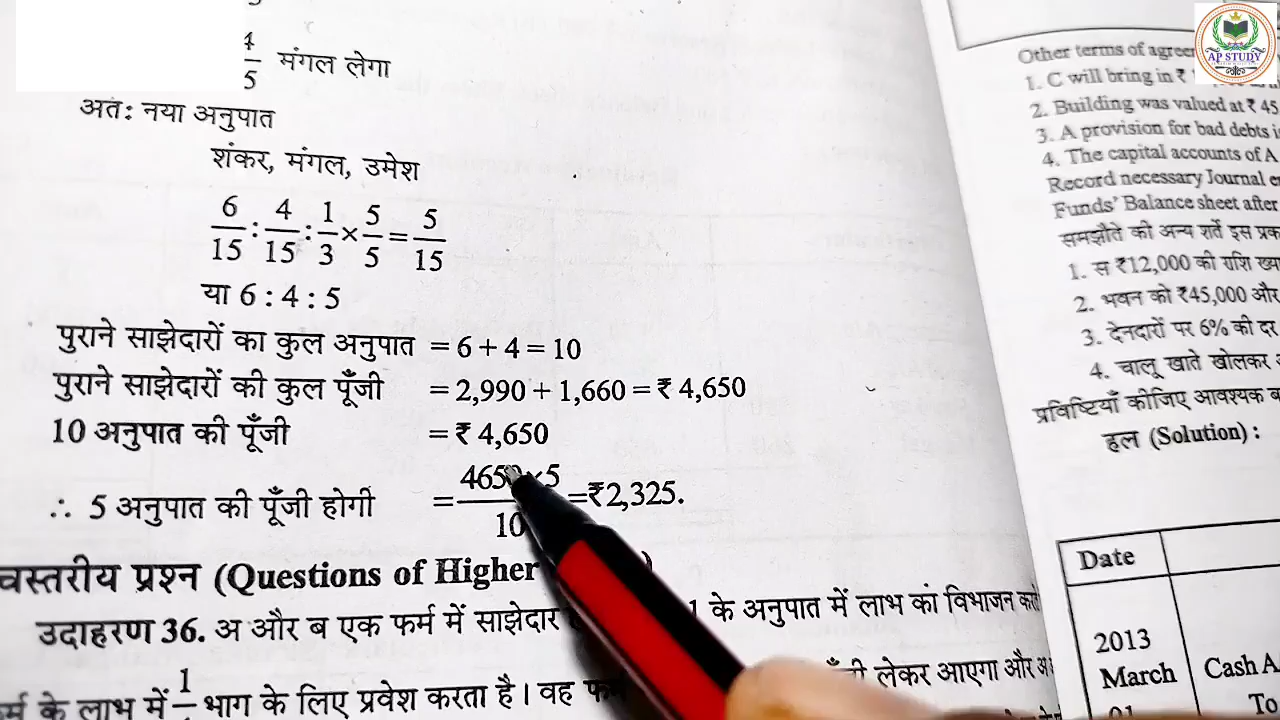 4/5 मंगल लेगा
अतः नया अनुपात
शंकर, मंगल, उमेश
6/15 : 4/15 : 1/3 × 5/5 = 5/15
या 6 : 4 : 5
पुराने साझेदारों का कुल अनुपात = 6 + 4 = 10
पुराने साझेदारों की कुल पूँजी = 2,990 + 1,660 = ₹ 4,650
10 अनुपात की पूँजी = ₹ 4,650
∴ 5 अनुपात की पूँजी होगी = 4650×5/10 = ₹2,325.
वस्तरीय प्रश्न (Questions of Higher
उदाहरण 36. अ और ब एक फर्म में साझेदार 1 के अनुपात में लाभ का विभाजन करते
के लाभ में भाग के लिए प्रवेश करता है। वह लेकर आएगा और
Other terms of agree
1. C will bring in ₹
2. Building was valued at ₹ 45
3. A provision for bad debts i
4. The capital accounts of A
Record necessary Journal e
Funds' Balance sheet after
समझौते की अन्य शर्ते इस प्रका
1. स ₹12,000 की राशि ख्या
2. भवन को ₹45,000 और
3. देनदारों पर 6% की दर
4. चालू खाते खोलकर
प्रविष्टियाँ कीजिए आवश्यक ब
हल (Solution) :
Date
2013
March
01
Cash A
To
AP STUDY